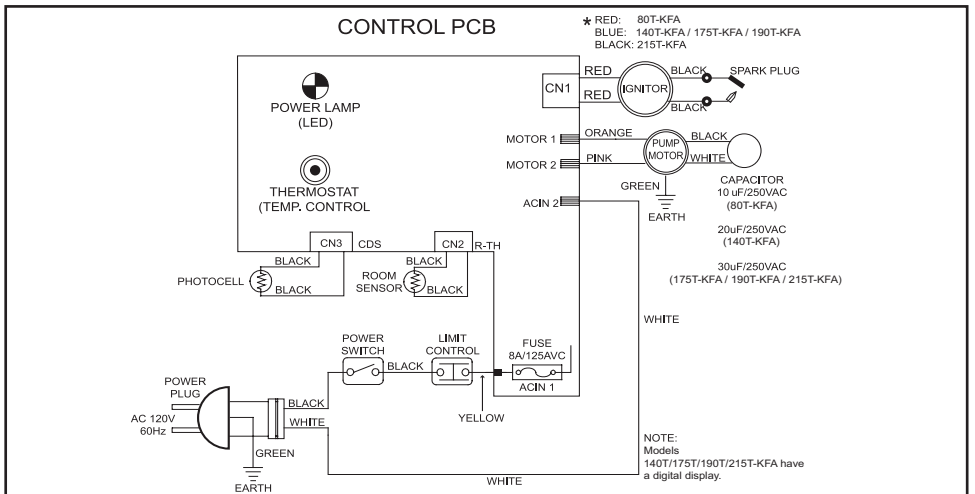 CONTROL PCB
* RED: 80T-KFA
BLUE: 140T-KFA / 175T-KFA / 190T-KFA
BLACK: 215T-KFA
POWER LAMP
(LED)
THERMOSTAT
(TEMP. CONTROL
CN1
RED
RED
IGNITOR
BLACK
BLACK
SPARK PLUG
MOTOR 1
ORANGE
MOTOR 2
PINK
PUMP
MOTOR
BLACK
WHITE
GREEN
EARTH
CAPACITOR
10 uF/250VAC
(80T-KFA)
20uF/250VAC
(140T-KFA)
30uF/250VAC
(175T-KFA / 190T-KFA / 215T-KFA)
ACIN 2
CN3
CDS
CN2
R-TH
BLACK
BLACK
PHOTOCELL
BLACK
BLACK
ROOM
SENSOR
WHITE
POWER
SWITCH
BLACK
LIMIT
CONTROL
FUSE
8A/125AVC
ACIN 1
YELLOW
POWER
PLUG
AC 120V
60Hz
BLACK
WHITE
GREEN
EARTH
WHITE
NOTE:
Models
140T/175T/190T/215T-KFA have
a digital display.